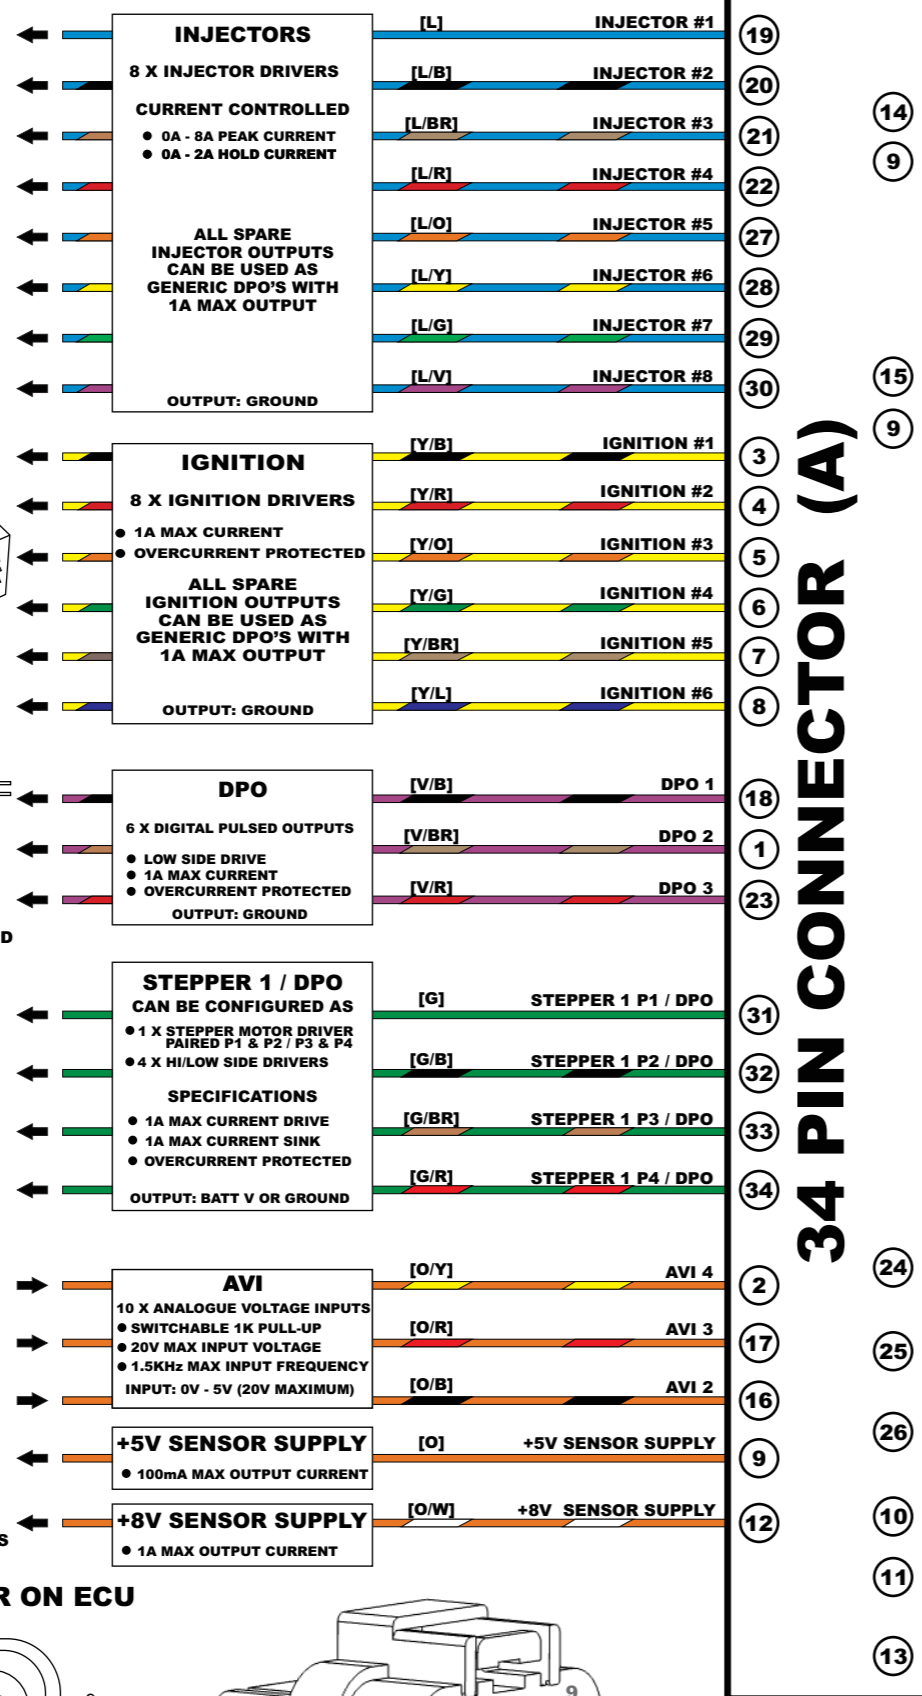 INJECTORS
8 X INJECTOR DRIVERS
CURRENT CONTROLLED
● 0A - 8A PEAK CURRENT
● 0A - 2A HOLD CURRENT
ALL SPARE
INJECTOR OUTPUTS
CAN BE USED AS
GENERIC DPO'S WITH
1A MAX OUTPUT
OUTPUT: GROUND
[L] INJECTOR #1 19
[L/B] INJECTOR #2 20
[L/BR] INJECTOR #3 21
[L/R] INJECTOR #4 22
[L/O] INJECTOR #5 27
[L/Y] INJECTOR #6 28
[L/G] INJECTOR #7 29
[L/V] INJECTOR #8 30
IGNITION
8 X IGNITION DRIVERS
● 1A MAX CURRENT
● OVERCURRENT PROTECTED
ALL SPARE
IGNITION OUTPUTS
CAN BE USED AS
GENERIC DPO'S WITH
1A MAX OUTPUT
OUTPUT: GROUND
[Y/B] IGNITION #1 3
[Y/R] IGNITION #2 4
[Y/O] IGNITION #3 5
[Y/G] IGNITION #4 6
[Y/BR] IGNITION #5 7
[Y/L] IGNITION #6 8
DPO
6 X DIGITAL PULSED OUTPUTS
● LOW SIDE DRIVE
● 1A MAX CURRENT
● OVERCURRENT PROTECTED
OUTPUT: GROUND
[V/B] DPO 1 18
[V/BR] DPO 2 1
[V/R] DPO 3 23
D
STEPPER 1 / DPO
CAN BE CONFIGURED AS
● 1 X STEPPER MOTOR DRIVER
PAIRED P1 & P2 / P3 & P4
● 4 X HI/LOW SIDE DRIVERS
SPECIFICATIONS
● 1A MAX CURRENT DRIVE
● 1A MAX CURRENT SINK
● OVERCURRENT PROTECTED
OUTPUT: BATT V OR GROUND
[G] STEPPER 1 P1 / DPO 31
[G/B] STEPPER 1 P2 / DPO 32
[G/BR] STEPPER 1 P3 / DPO 33
[G/R] STEPPER 1 P4 / DPO 34
AVI
10 X ANALOGUE VOLTAGE INPUTS
● SWITCHABLE 1K PULL-UP
● 20V MAX INPUT VOLTAGE
● 1.5KHz MAX INPUT FREQUENCY
INPUT: 0V - 5V (20V MAXIMUM)
[O/Y] AVI 4 2
[O/R] AVI 3 17
[O/B] AVI 2 16
+5V SENSOR SUPPLY
● 100mA MAX OUTPUT CURRENT
[O] +5V SENSOR SUPPLY 9
+8V SENSOR SUPPLY
● 1A MAX OUTPUT CURRENT
[O/W] +8V SENSOR SUPPLY 12
S
R ON ECU
9
34 PIN CONNECTOR (A)
14
9
15
9
24
25
26
10
11
13